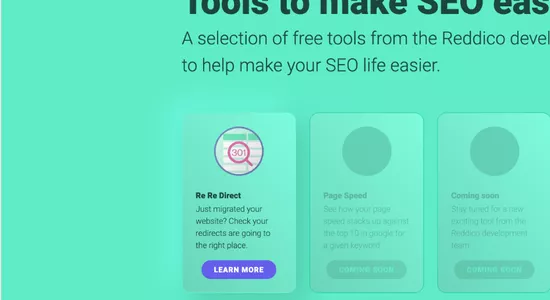 Tools to make SEO eas
A selection of free tools from the Reddico devel
to help make your SEO life easier.
301
Re Re Direct
Just migrated your
website? Check your
redirects are going to
the right place.
LEARN MORE
Page Speed
See how your page
speed stacks up against
the top 10 in google for
a given keyword
COMING SOON
Coming soon
Stay tuned for a new
exciting tool from the
Reddico development
team
COMING SOON